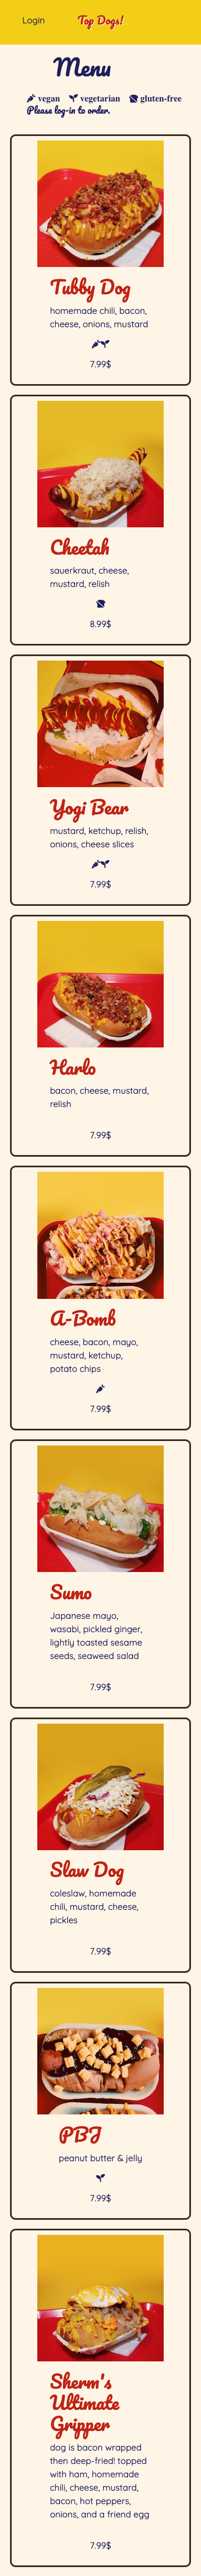 Login
Top Dogs!
Menu
vegan vegetarian gluten-free
Please log-in to order.
Tubby Dog
homemade chili, bacon,
cheese, onions, mustard
7.99$
Cheetah
sauerkraut, cheese,
mustard, relish
8.99$
Yogi Bear
mustard, ketchup, relish,
onions, cheese slices
7.99$
Harlo
bacon, cheese, mustard,
relish
7.99$
A-Bomb
cheese, bacon, mayo,
mustard, ketchup,
potato chips
7.99$
Sumo
Japanese mayo,
wasabi, pickled ginger,
lightly toasted sesame
seeds, seaweed salad
7.99$
Slaw Dog
coleslaw, homemade
chili, mustard, cheese,
pickles
7.99$
PBJ
peanut butter & jelly
7.99$
Sherm's
Ultimate
Gripper
dog is bacon wrapped
then deep-fried! topped
with ham, homemade
chili, cheese, mustard,
bacon, hot peppers,
onions, and a friend egg
7.99$